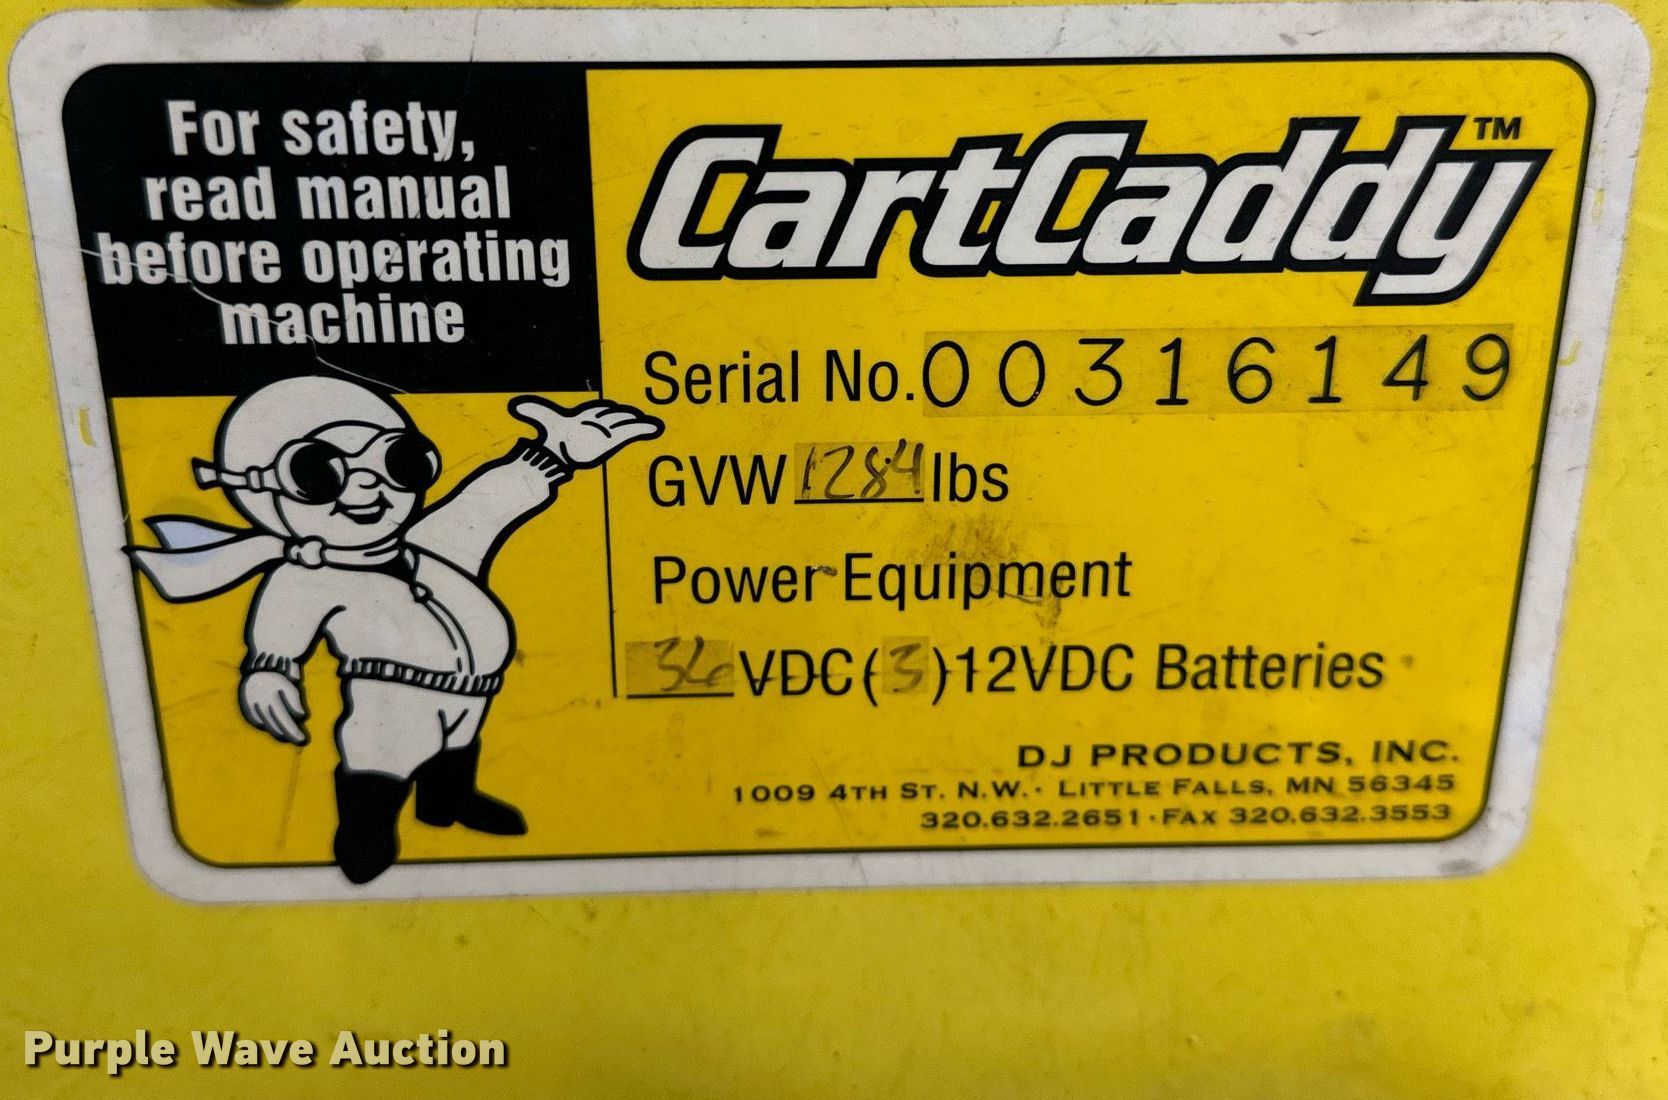 For safety,
read manual
before operating
machine
CartCaddy™
Serial No. 00316149
GVW 1284 lbs
Power Equipment
36 VDC (3) 12VDC Batteries
DJ PRODUCTS, INC.
1009 4TH ST. N.W. · LITTLE FALLS, MN 56345
320.632.2651 · FAX 320.632.3553
Purple Wave Auction